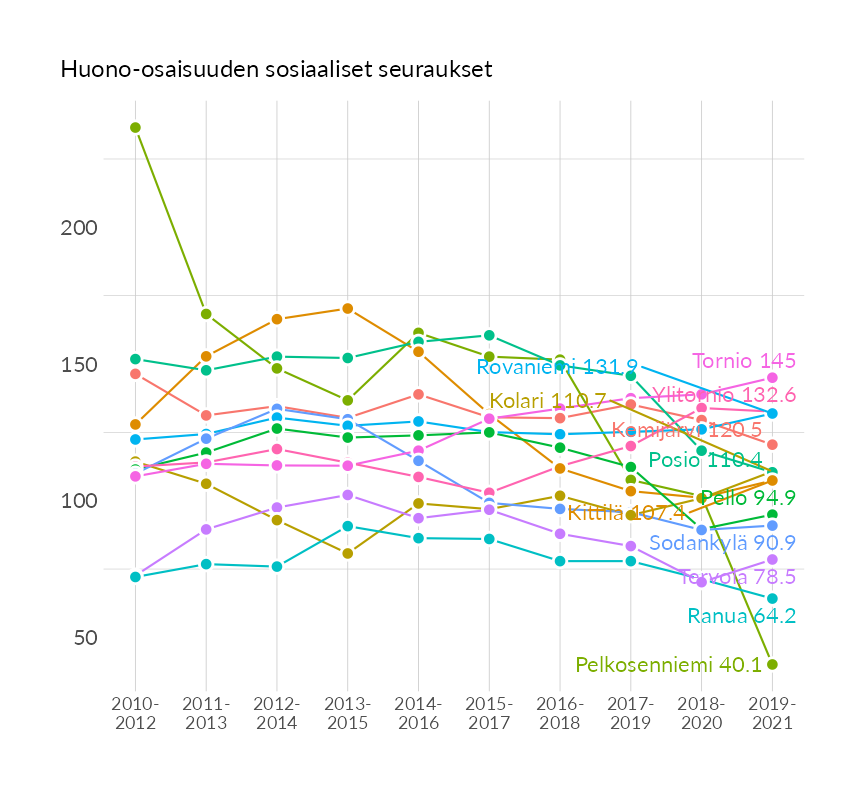 Huono-osaisuuden sosiaaliset seuraukset
200
150
100
50
Tornio 145
Rovaniemi 131.9
Ylitornio 132.6
Kolari 110.7
Kemijärvi 120.5
Posio 110.4
Pello 94.9
Kittilä 107.4
Sodankylä 90.9
Tervola 78.5
Ranua 64.2
Pelkosenniemi 40.1
2010- 2011- 2012- 2013- 2014- 2015- 2016- 2017- 2018- 2019-
2012 2013 2014 2015 2016 2017 2018 2019 2020 2021